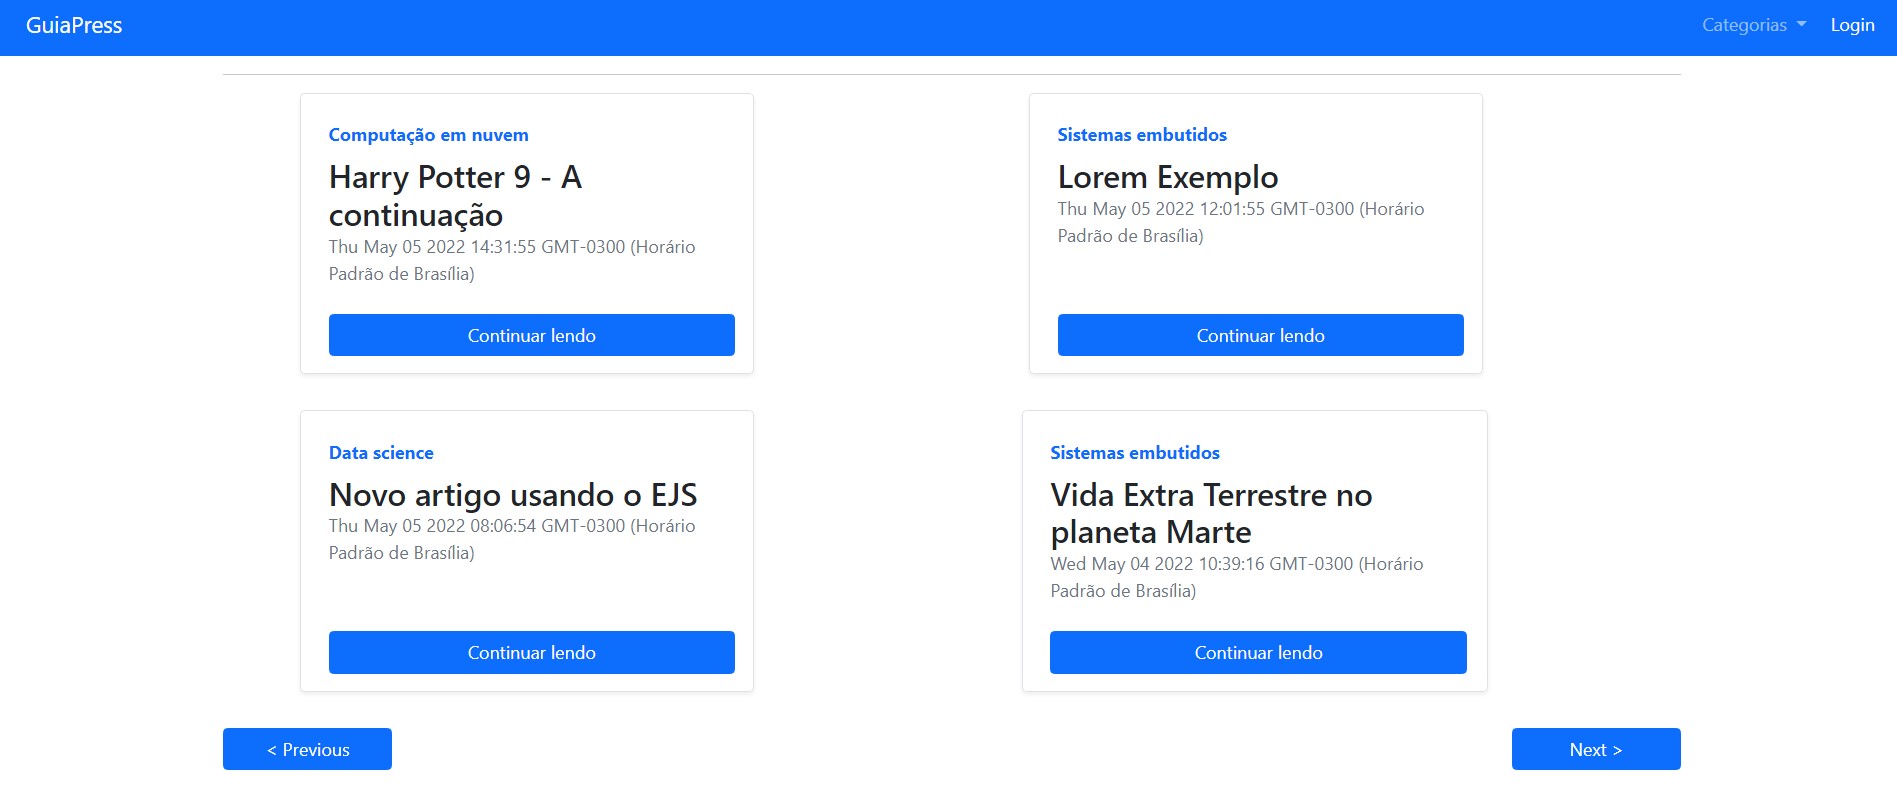 GuiaPress
Categorias
Login
Computação em nuvem
Harry Potter 9 - A
continuação
Thu May 05 2022 14:31:55 GMT-0300 (Horário
Padrão de Brasília)
Continuar lendo
Sistemas embutidos
Lorem Exemplo
Thu May 05 2022 12:01:55 GMT-0300 (Horário
Padrão de Brasília)
Continuar lendo
Data science
Novo artigo usando o EJS
Thu May 05 2022 08:06:54 GMT-0300 (Horário
Padrão de Brasília)
Continuar lendo
Sistemas embutidos
Vida Extra Terrestre no
planeta Marte
Wed May 04 2022 10:39:16 GMT-0300 (Horário
Padrão de Brasília)
Continuar lendo
< Previous
Next >